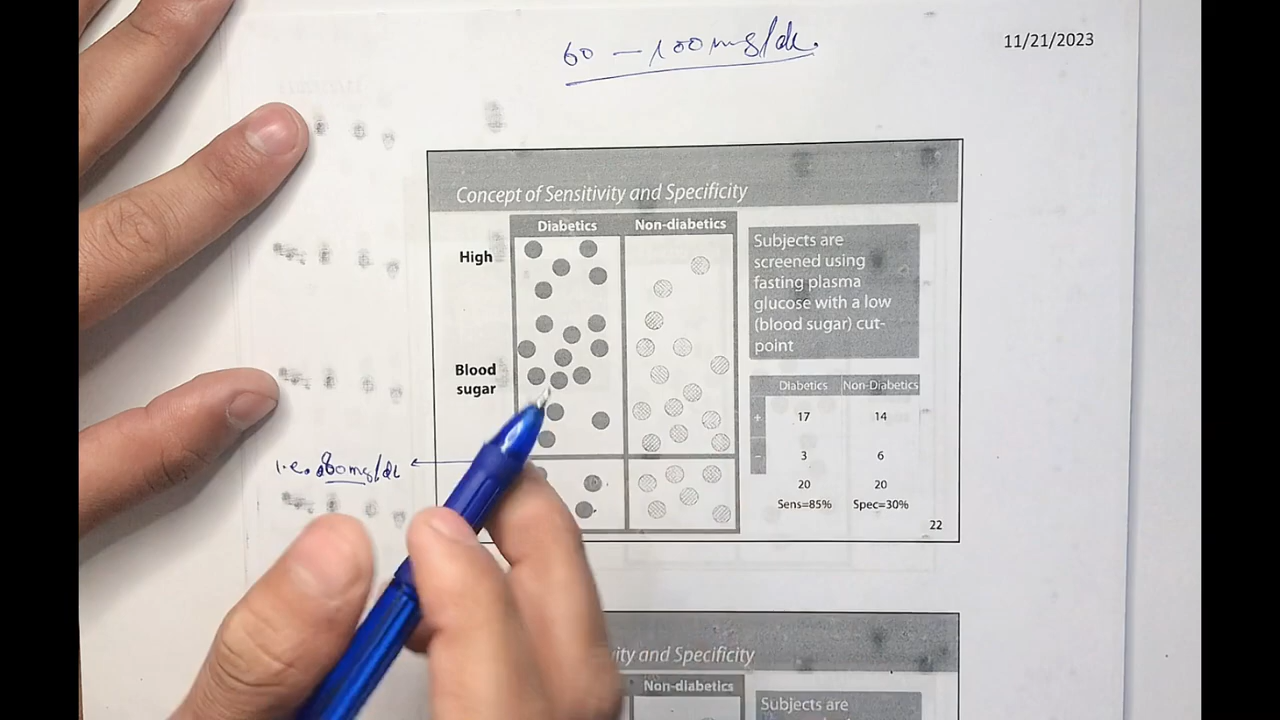 60 – 100 mg/dL.
11/21/2023
Concept of Sensitivity and Specificity
Diabetics Non-diabetics
High
Blood
sugar
i.e. 80mg/dL
Subjects are
screened using
fasting plasma
glucose with a low
(blood sugar) cut-
point
Diabetics Non-Diabetics
+ 17 14
- 3 6
20 20
Sens=85% Spec=30%
22
ity and Specificity
Non-diabetics
Subjects are